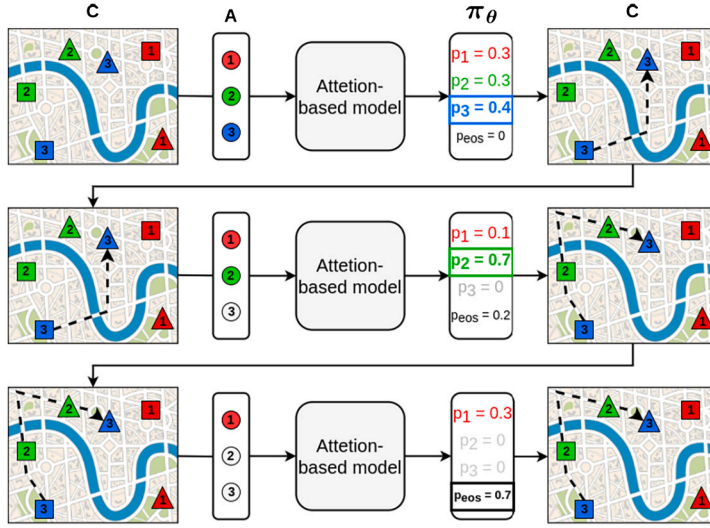 C A π_θ C
2 3 1 2 3 1
1
2
3
Attetion-
based model
p1 = 0.3
p2 = 0.3
p3 = 0.4
peos = 0
2 3 1 2 3 1
2 3 1 2 3 1
1
2
3
Attetion-
based model
p1 = 0.1
p2 = 0.7
p3 = 0
peos = 0.2
2 3 1 2 3 1
2 3 1 2 3 1
1
2
3
Attetion-
based model
p1 = 0.3
p2 = 0
p3 = 0
peos = 0.7
2 3 1 2 3 1